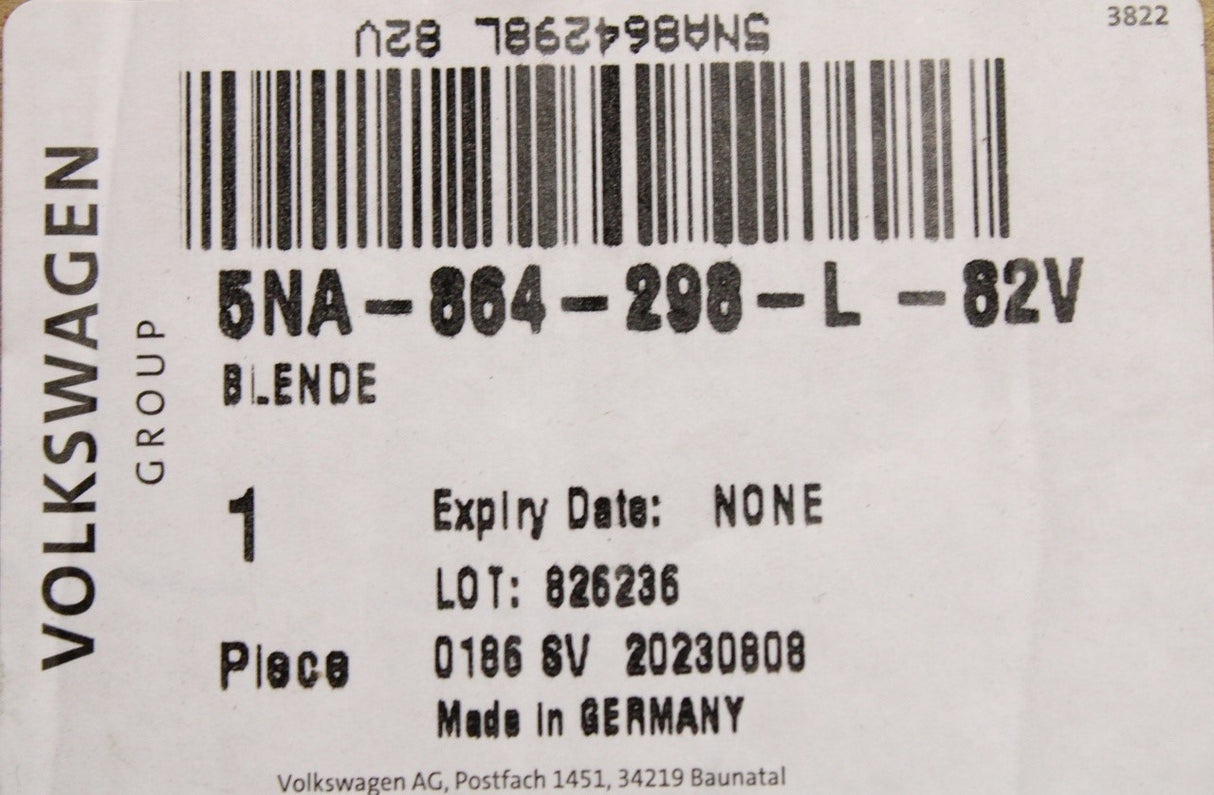 3822
5NA864298L 82V
5NA-864-298-L -82V
BLENDE
1
Expiry Date: NONE
LOT: 826236
Piece
0186 SV 20230808
Made in GERMANY
VOLKSWAGEN
GROUP
Volkswagen AG, Postfach 1451, 34219 Baunatal